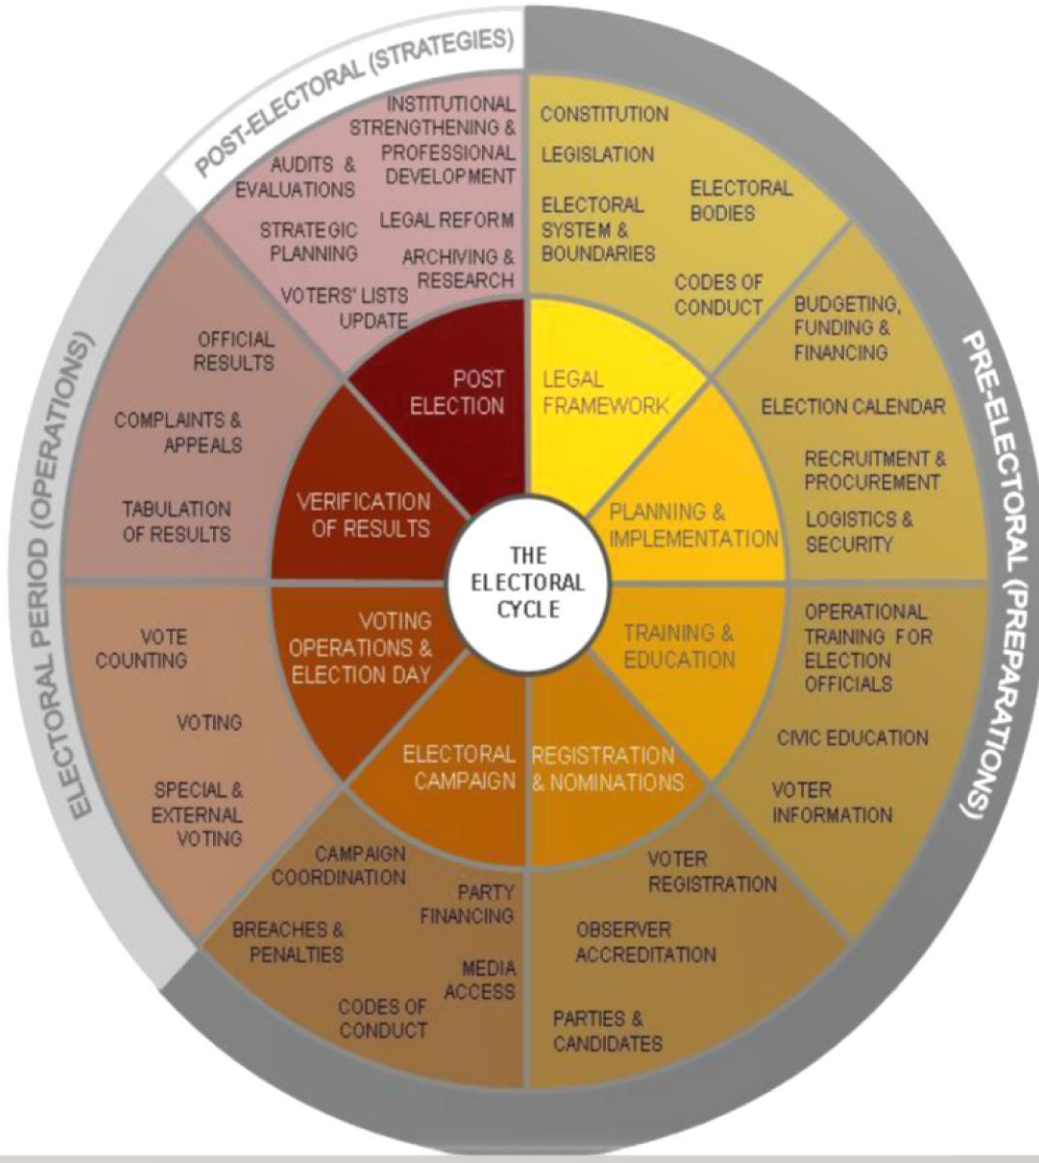 POST-ELECTORAL (STRATEGIES)
PRE-ELECTORAL (PREPARATIONS)
ELECTORAL PERIOD (OPERATIONS)
THE
ELECTORAL
CYCLE
LEGAL
FRAMEWORK
CONSTITUTION
LEGISLATION
ELECTORAL
SYSTEM &
BOUNDARIES
ELECTORAL
BODIES
CODES OF
CONDUCT
PLANNING &
IMPLEMENTATION
BUDGETING,
FUNDING &
FINANCING
ELECTION CALENDAR
RECRUITMENT &
PROCUREMENT
LOGISTICS &
SECURITY
TRAINING &
EDUCATION
OPERATIONAL
TRAINING FOR
ELECTION
OFFICIALS
CIVIC EDUCATION
VOTER
INFORMATION
REGISTRATION
& NOMINATIONS
VOTER
REGISTRATION
OBSERVER
ACCREDITATION
PARTIES &
CANDIDATES
ELECTORAL
CAMPAIGN
CAMPAIGN
COORDINATION
PARTY
FINANCING
BREACHES &
PENALTIES
MEDIA
ACCESS
CODES OF
CONDUCT
VOTING
OPERATIONS &
ELECTION DAY
VOTE
COUNTING
VOTING
SPECIAL &
EXTERNAL
VOTING
VERIFICATION
OF RESULTS
OFFICIAL
RESULTS
COMPLAINTS &
APPEALS
TABULATION
OF RESULTS
POST
ELECTION
INSTITUTIONAL
STRENGTHENING &
PROFESSIONAL
DEVELOPMENT
AUDITS &
EVALUATIONS
LEGAL REFORM
STRATEGIC
PLANNING
ARCHIVING &
RESEARCH
VOTERS' LISTS
UPDATE